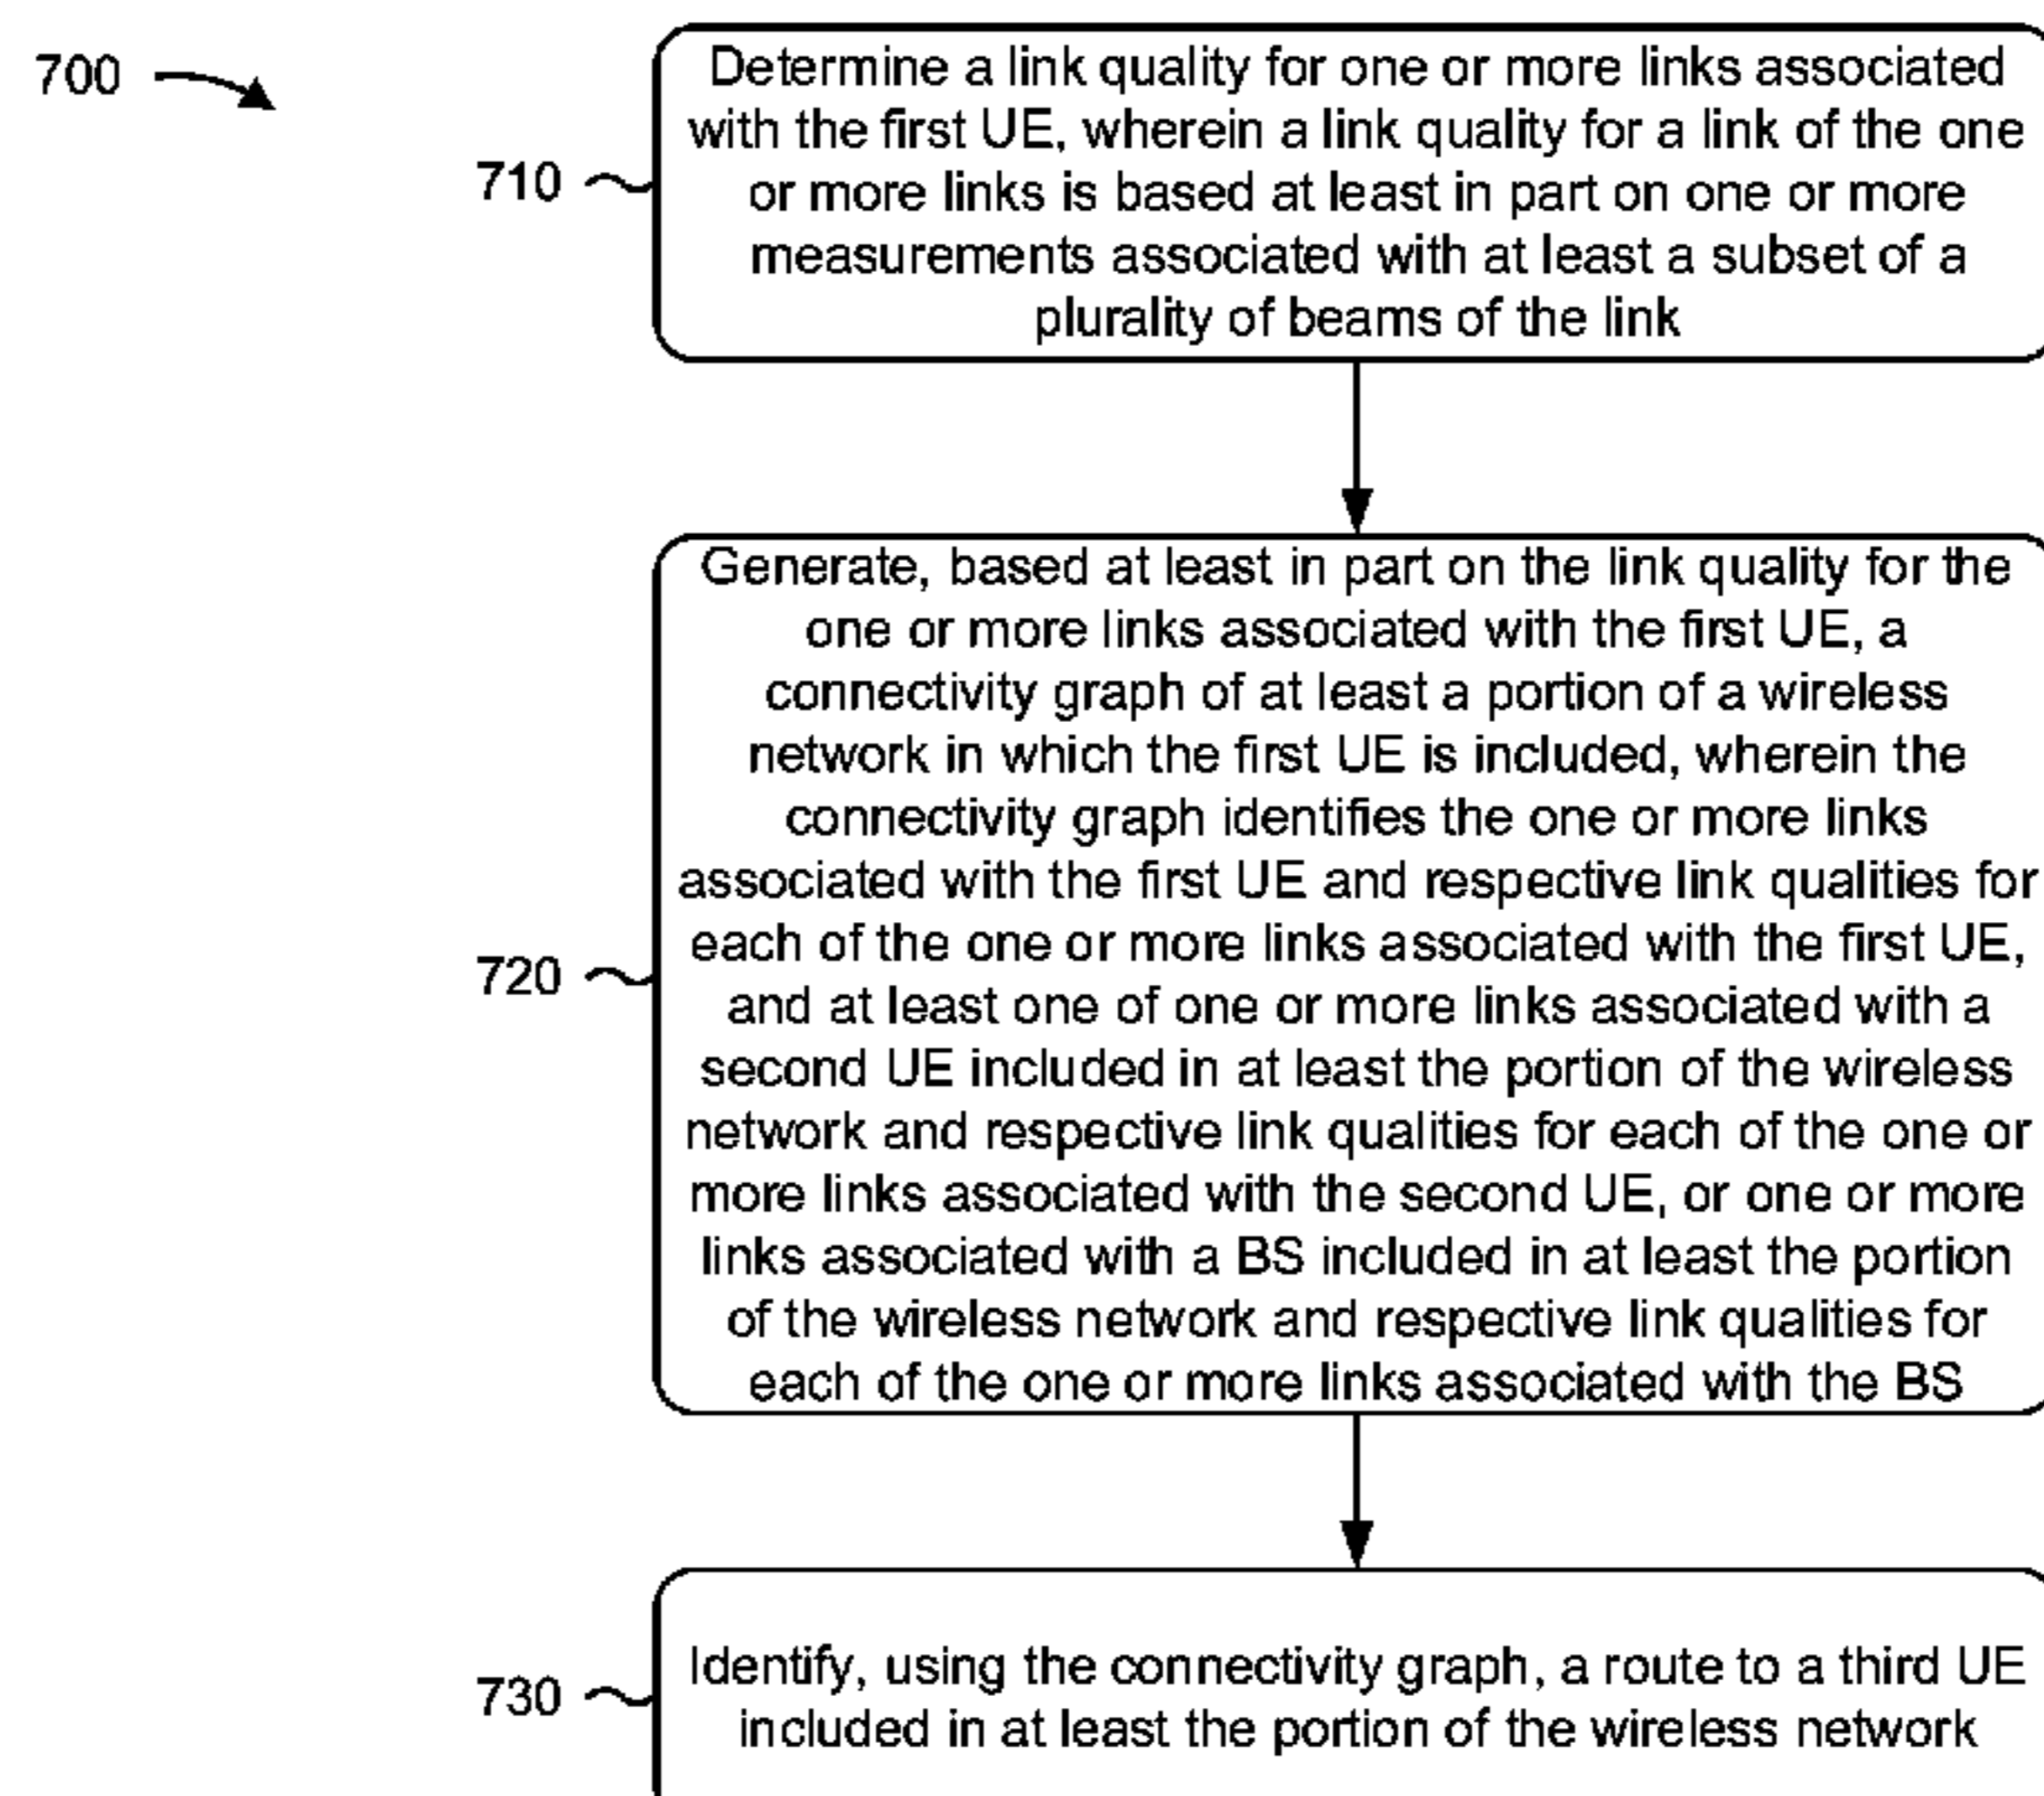 700
Determine a link quality for one or more links associated
with the first UE, wherein a link quality for a link of the one
or more links is based at least in part on one or more
measurements associated with at least a subset of a
plurality of beams of the link
710
Generate, based at least in part on the link quality for the
one or more links associated with the first UE, a
connectivity graph of at least a portion of a wireless
network in which the first UE is included, wherein the
connectivity graph identifies the one or more links
associated with the first UE and respective link qualities for
each of the one or more links associated with the first UE,
and at least one of one or more links associated with a
second UE included in at least the portion of the wireless
network and respective link qualities for each of the one or
more links associated with the second UE, or one or more
links associated with a BS included in at least the portion
of the wireless network and respective link qualities for
each of the one or more links associated with the BS
720
Identify, using the connectivity graph, a route to a third UE
included in at least the portion of the wireless network
730